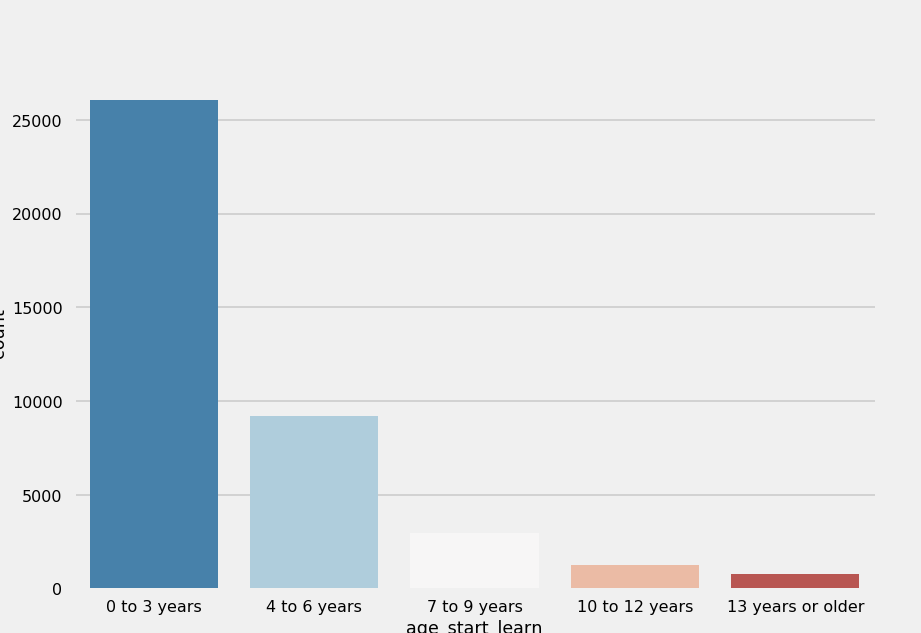 25000
20000
15000
10000
5000
0
count
0 to 3 years
4 to 6 years
7 to 9 years
10 to 12 years
13 years or older
age_start_learn